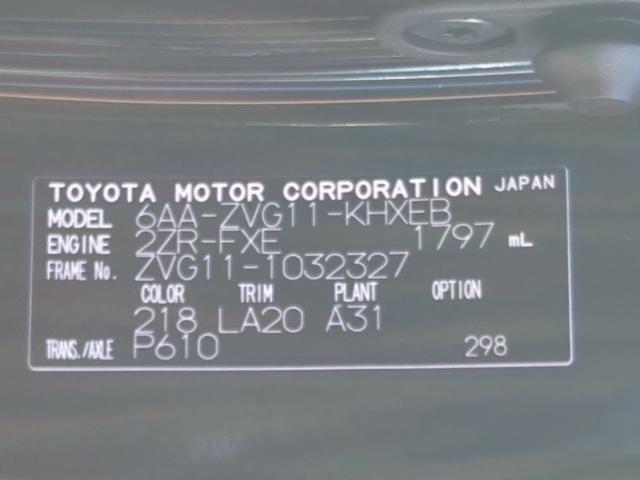 TOYOTA MOTOR CORPORATION JAPAN
MODEL 6AA-ZVG11-KHXEB
ENGINE 2ZR-FXE 1797 mL
FRAME No. ZVG11-1032327
COLOR TRIM PLANT OPTION
218 LA20 A31
TRANS./AXLE P610 298